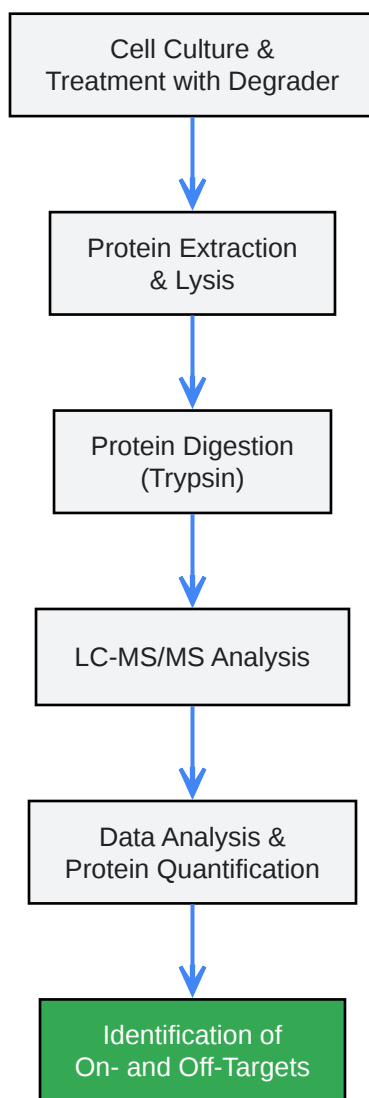 Cell Culture &
Treatment with Degrader
Protein Extraction
& Lysis
Protein Digestion
(Trypsin)
LC-MS/MS Analysis
Data Analysis &
Protein Quantification
Identification of
On- and Off-Targets